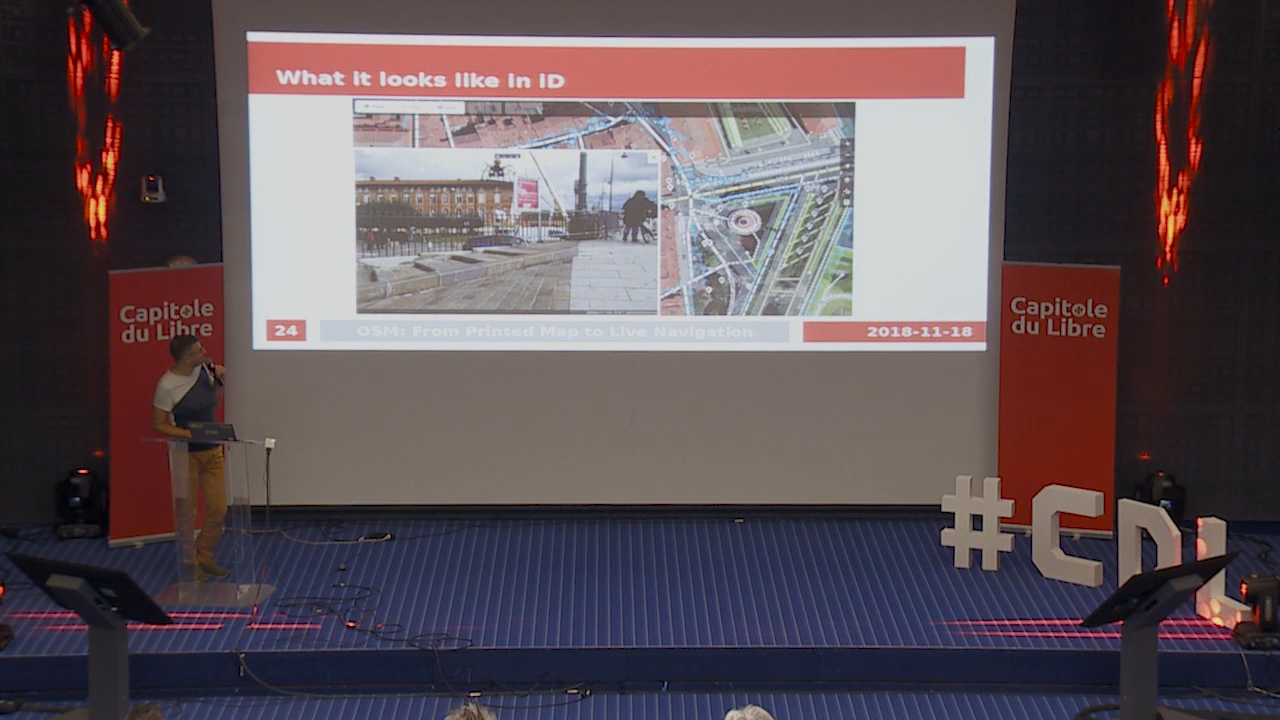 What it looks like in iD
24
OSM: From Printed Map to Live Navigation
2018-11-18
Capitole
du Libre
Capitole
du Libre
#CDL